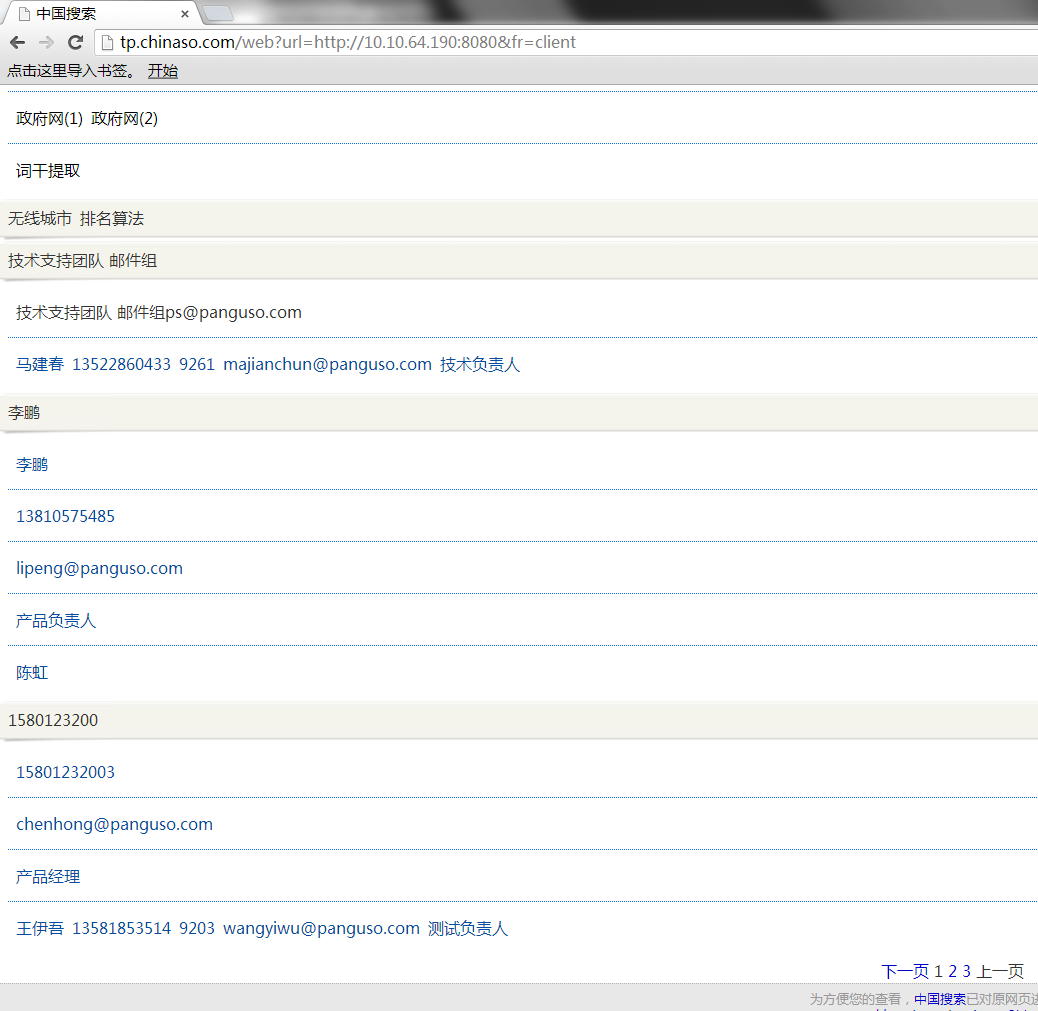 中国搜索
tp.chinaso.com/web?url=http://10.10.64.190:8080&fr=client
点击这里导入书签。 开始
政府网(1) 政府网(2)
词干提取
无线城市 排名算法
技术支持团队 邮件组
技术支持团队 邮件组ps@panguso.com
马建春 13522860433 9261 majianchun@panguso.com 技术负责人
李鹏
李鹏
13810575485
lipeng@panguso.com
产品负责人
陈虹
1580123200
15801232003
chenhong@panguso.com
产品经理
王伊吾 13581853514 9203 wangyiwu@panguso.com 测试负责人
下一页 1 2 3 上一页
为方便您的查看，中国搜索已对原网页进